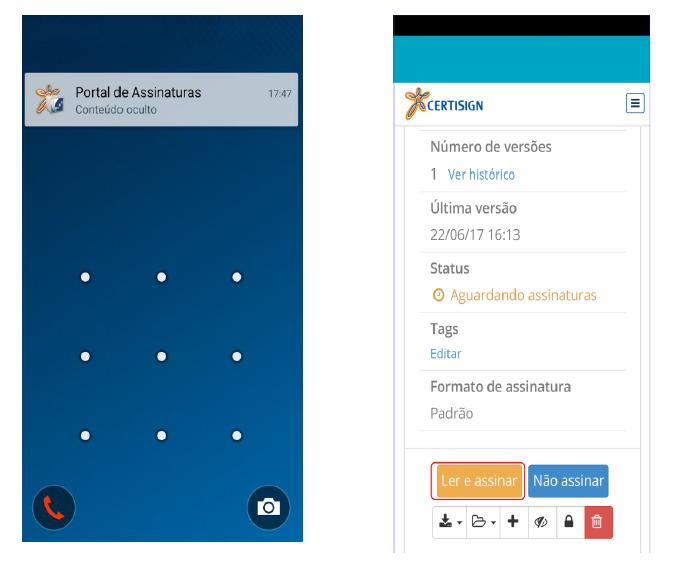 Portal de Assinaturas 17:47
Conteúdo oculto
CERTISIGN
Número de versões
1 Ver histórico
Última versão
22/06/17 16:13
Status
Aguardando assinaturas
Tags
Editar
Formato de assinatura
Padrão
Ler e assinar Não assinar